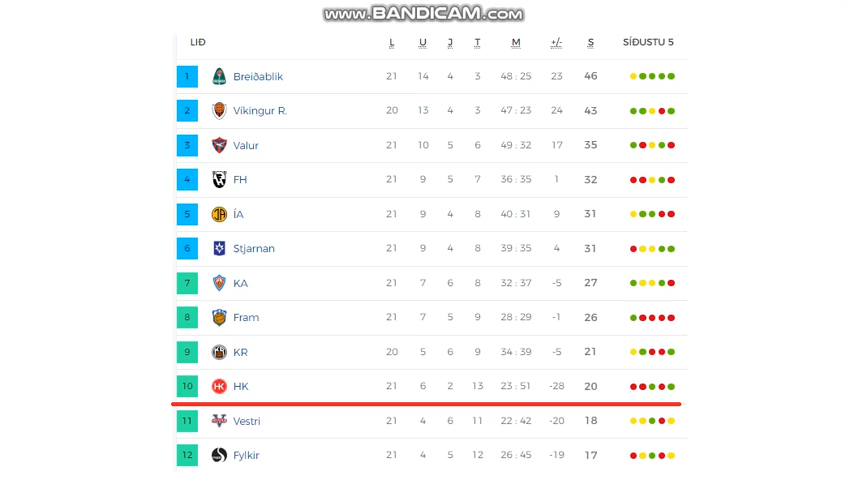 www.BANDICAM.com
LIÐ L U J T M +/- S SÍÐUSTU 5
1 Breiðablik 21 14 4 3 48 : 25 23 46
2 Víkingur R. 20 13 4 3 47 : 23 24 43
3 Valur 21 10 5 6 49 : 32 17 35
4 FH 21 9 5 7 36 : 35 1 32
5 ÍA 21 9 4 8 40 : 31 9 31
6 Stjarnan 21 9 4 8 39 : 35 4 31
7 KA 21 7 6 8 32 : 37 -5 27
8 Fram 21 7 5 9 28 : 29 -1 26
9 KR 20 5 6 9 34 : 39 -5 21
10 HK HK 21 6 2 13 23 : 51 -28 20
11 Vestri 21 4 6 11 22 : 42 -20 18
12 Fylkir 21 4 5 12 26 : 45 -19 17